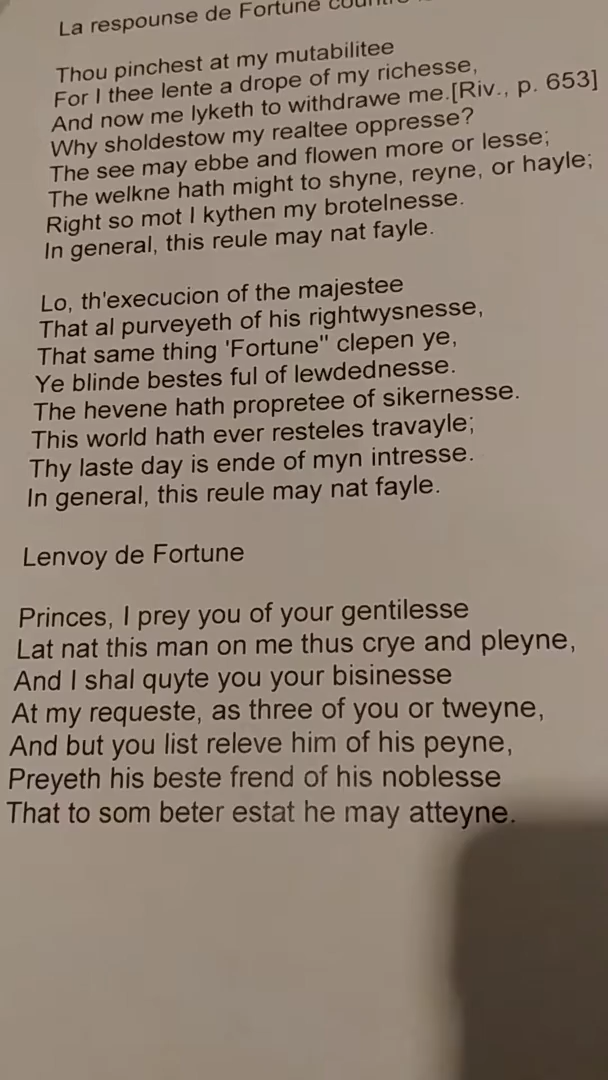 La respounse de Fortune
Thou pinchest at my mutabilitee
For I thee lente a drope of my richesse,
And now me lyketh to withdrawe me.[Riv., p. 653]
Why sholdestow my realtee oppresse?
The see may ebbe and flowen more or lesse;
The welkne hath might to shyne, reyne, or hayle;
Right so mot I kythen my brotelnesse.
In general, this reule may nat fayle.
Lo, th'execucion of the majestee
That al purveyeth of his rightwysnesse,
That same thing 'Fortune" clepen ye,
Ye blinde bestes ful of lewdednesse.
The hevene hath propretee of sikernesse.
This world hath ever resteles travayle;
Thy laste day is ende of myn intresse.
In general, this reule may nat fayle.
Lenvoy de Fortune
Princes, I prey you of your gentilesse
Lat nat this man on me thus crye and pleyne,
And I shal quyte you your bisinesse
At my requeste, as three of you or tweyne,
And but you list releve him of his peyne,
Preyeth his beste frend of his noblesse
That to som beter estat he may atteyne.